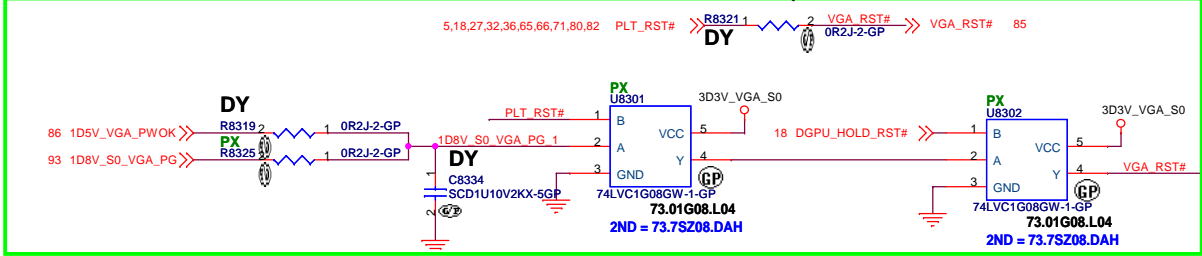 5,18,27,32,36,65,66,71,80,82 PLT_RST# R8321 1 2 VGA_RST# VGA_RST# 85
DY 0R2J-2-GP
DY
86 1D5V_VGA_PWOK R8319 2 1 0R2J-2-GP
PX
93 1D8V_S0_VGA_PG R8325 2 1 0R2J-2-GP
1D8V_S0_VGA_PG_1
DY
1
C8334
SCD1U10V2KX-5GP
2
PX
U8301
PLT_RST# 1 B
2 A
3 GND
VCC 5
Y 4
3D3V_VGA_S0
74LVC1G08GW-1-GP
GP
73.01G08.L04
2ND = 73.7SZ08.DAH
PX
U8302
18 DGPU_HOLD_RST# 1 B
2 A
3 GND
VCC 5
Y 4
3D3V_VGA_S0
VGA_RST#
74LVC1G08GW-1-GP
GP
73.01G08.L04
2ND = 73.7SZ08.DAH